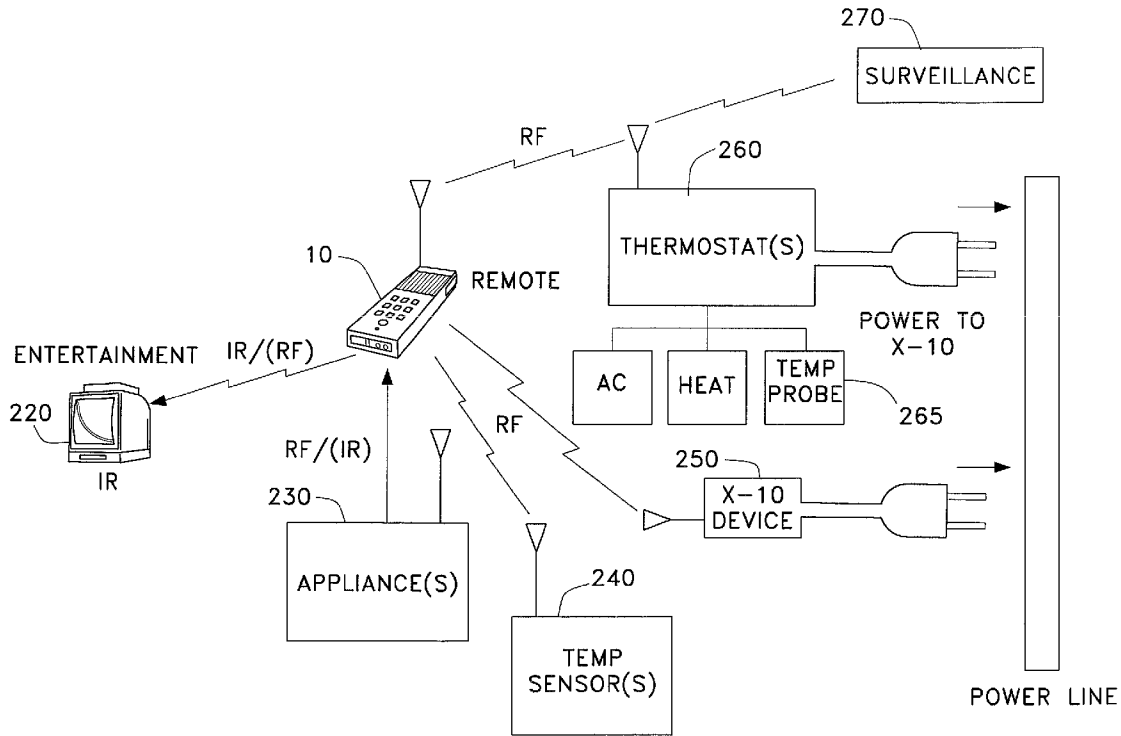 270
SURVEILLANCE
RF
260
THERMOSTAT(S)
10
REMOTE
POWER TO
X-10
ENTERTAINMENT
IR/(RF)
AC
HEAT
TEMP
PROBE
265
220
IR
RF/(IR)
RF
230
250
X-10
DEVICE
APPLIANCE(S)
240
TEMP
SENSOR(S)
POWER LINE